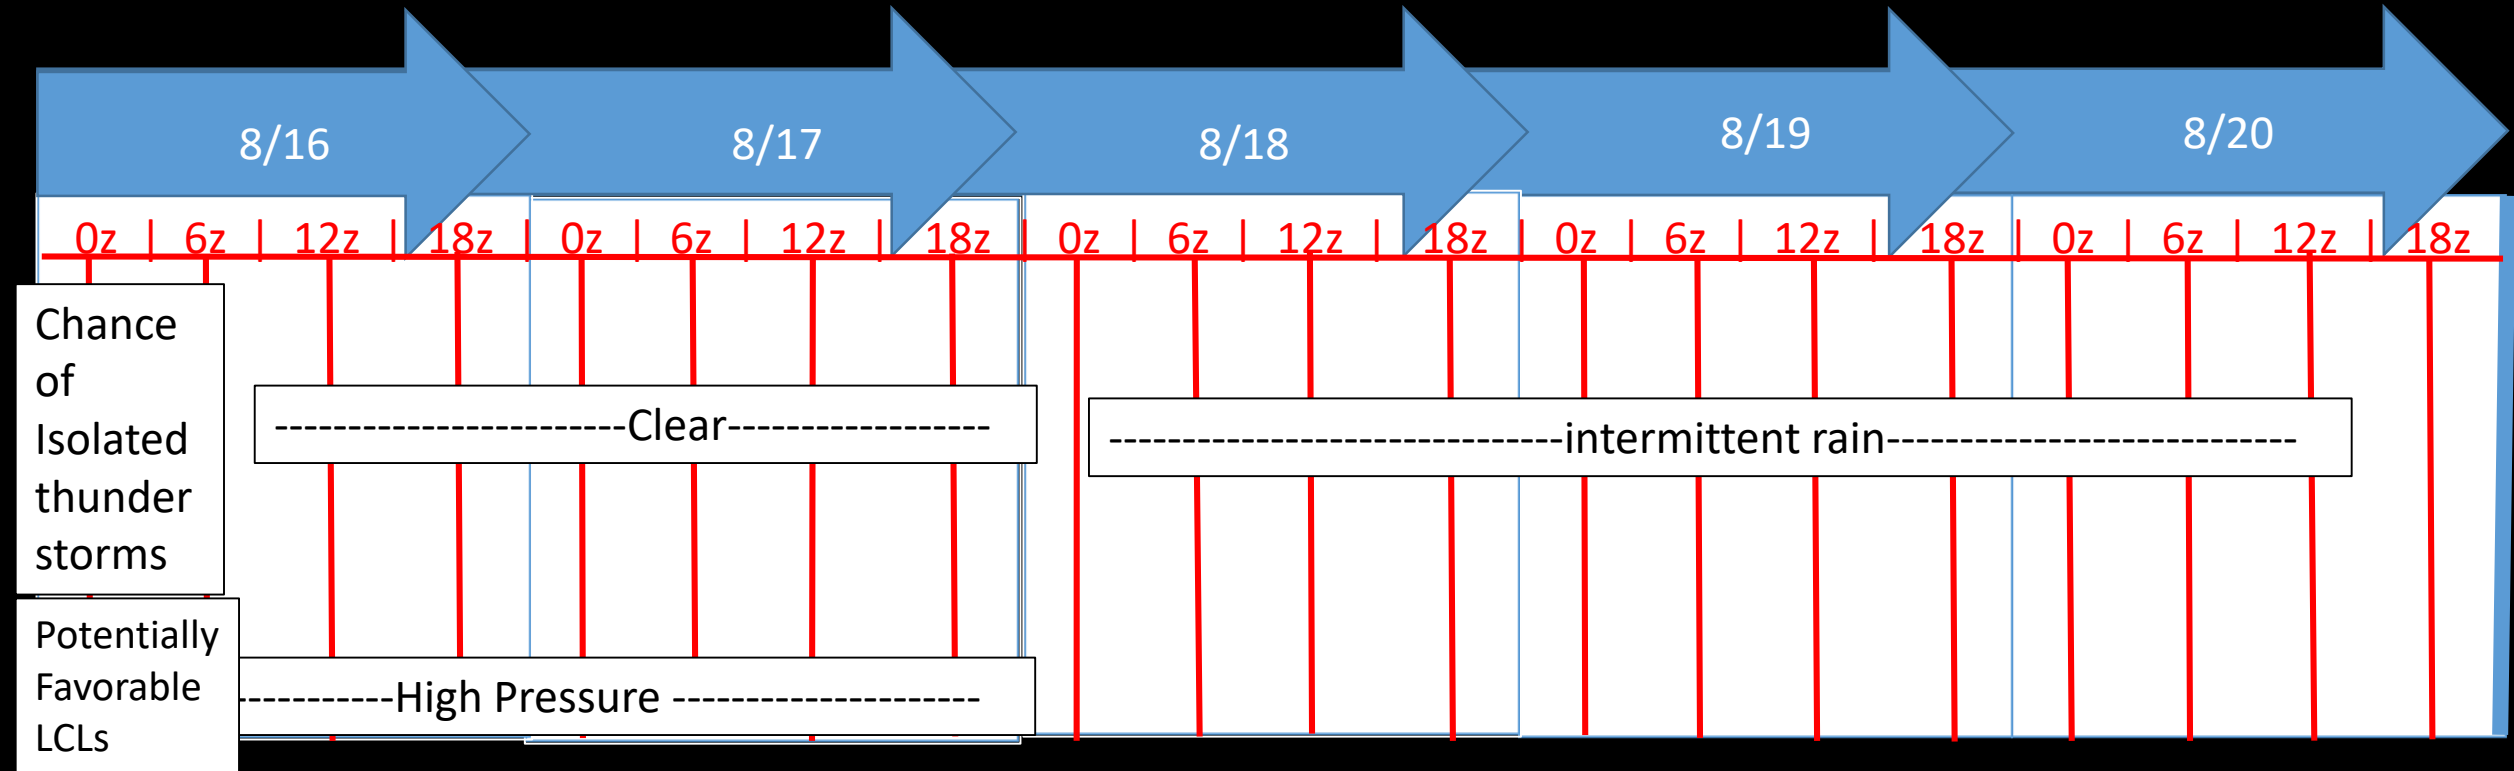 8/16 8/17 8/18 8/19 8/20
0z | 6z | 12z | 18z | 0z | 6z | 12z | 18z | 0z | 6z | 12z | 18z | 0z | 6z | 12z | 18z | 0z | 6z | 12z | 18z
Chance
of
Isolated
thunder
storms
------------------------Clear------------------
-------------------------------intermittent rain----------------------------
Potentially
Favorable
LCLs
-----------High Pressure ---------------------